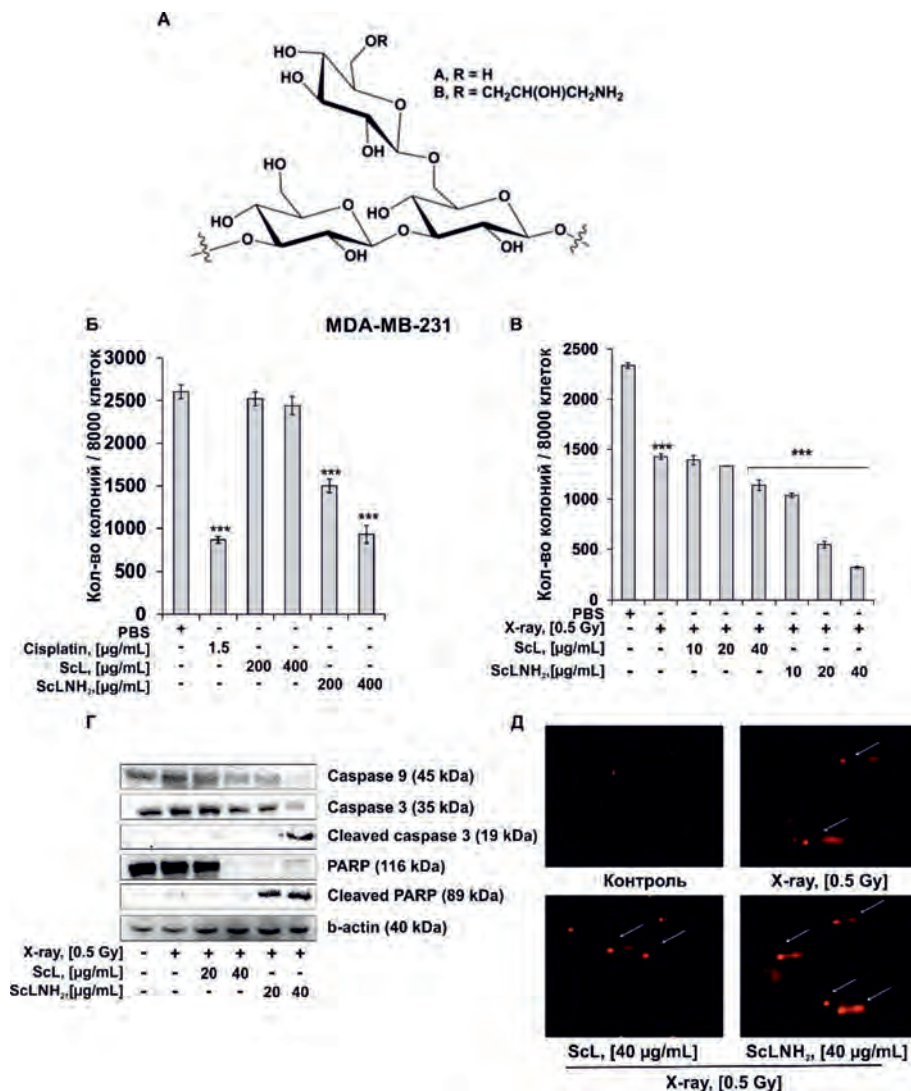 А
OR
HO
HO
O
OH
O
A, R = H
B, R = CH₂CH(OH)CH₂NH₂
HO
HO
O
HO
O
OH
O
HO
O
OH
O
Б
MDA-MB-231
В
Кол-во колоний / 8000 клеток
3000
2500
2000
1500
1000
500
0
***
***
***
PBS + - - - - -
Cisplatin, [µg/mL] - 1.5 - - - -
ScL, [µg/mL] - - 200 400 - -
ScLNH₂,[µg/mL] - - - - 200 400
Кол-во колоний / 8000 клеток
2500
2000
1500
1000
500
0
***
***
PBS + - - - - - - -
X-ray, [0.5 Gy] - + + + + + + +
ScL, [µg/mL] - - 10 20 40 - - -
ScLNH₂,[µg/mL] - - - - - 10 20 40
Г
Caspase 9 (45 kDa)
Caspase 3 (35 kDa)
Cleaved caspase 3 (19 kDa)
PARP (116 kDa)
Cleaved PARP (89 kDa)
b-actin (40 kDa)
X-ray, [0.5 Gy] - + + + + +
ScL, [µg/mL] - - 20 40 - -
ScLNH₂,[µg/mL] - - - - 20 40
Д
Контроль
X-ray, [0.5 Gy]
ScL, [40 µg/mL]
ScLNH₂, [40 µg/mL]
X-ray, [0.5 Gy]